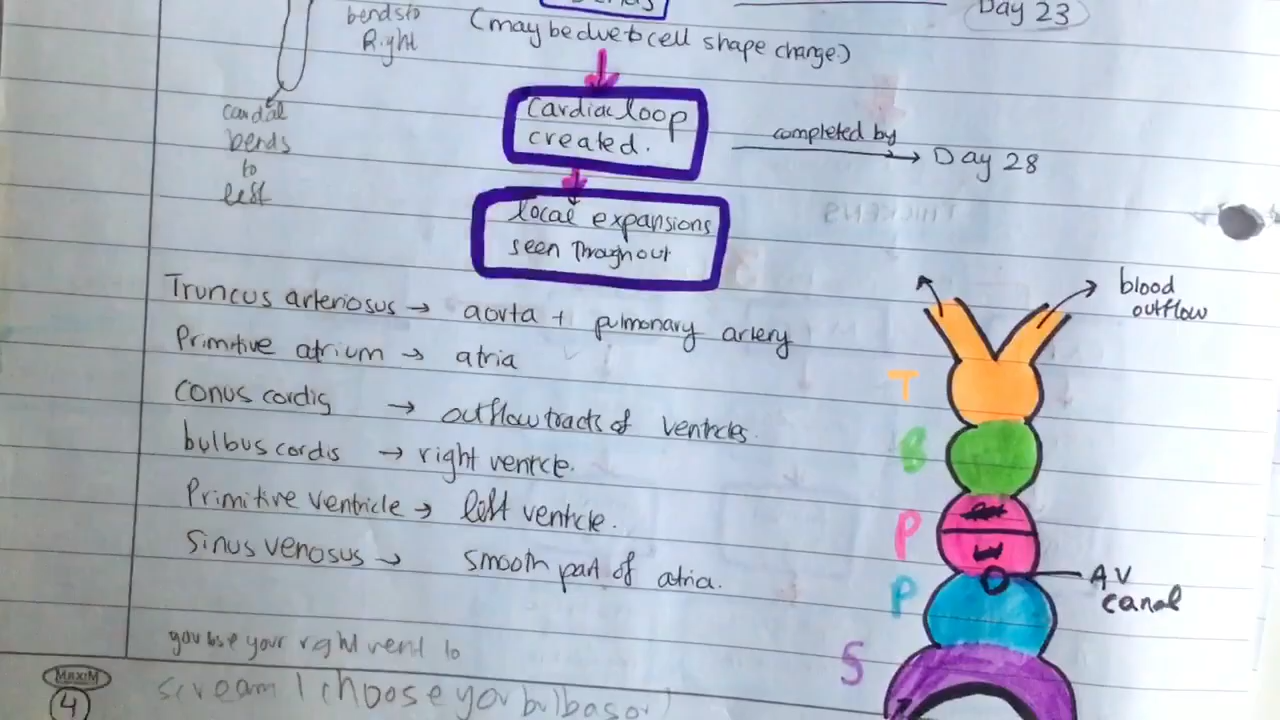 bends to
Right
caudal
bends
to
left
Day 23
(may be due to cell shape change.)
Cardiac loop
created.
completed by
Day 28
local expansions
seen Throughout
Truncus arteriosus → aorta + pulmonary artery
Primitive atrium → atria
Conus cordis → outflow tracts of ventricles.
bulbus cordis → right ventricle.
Primitive ventricle → left ventricle.
Sinus venosus → smooth part of atria.
you use your right vent to
scream I choose you bulbasor
MAXIM
4
blood
outflow
T
B
P
P
S
AV
canal